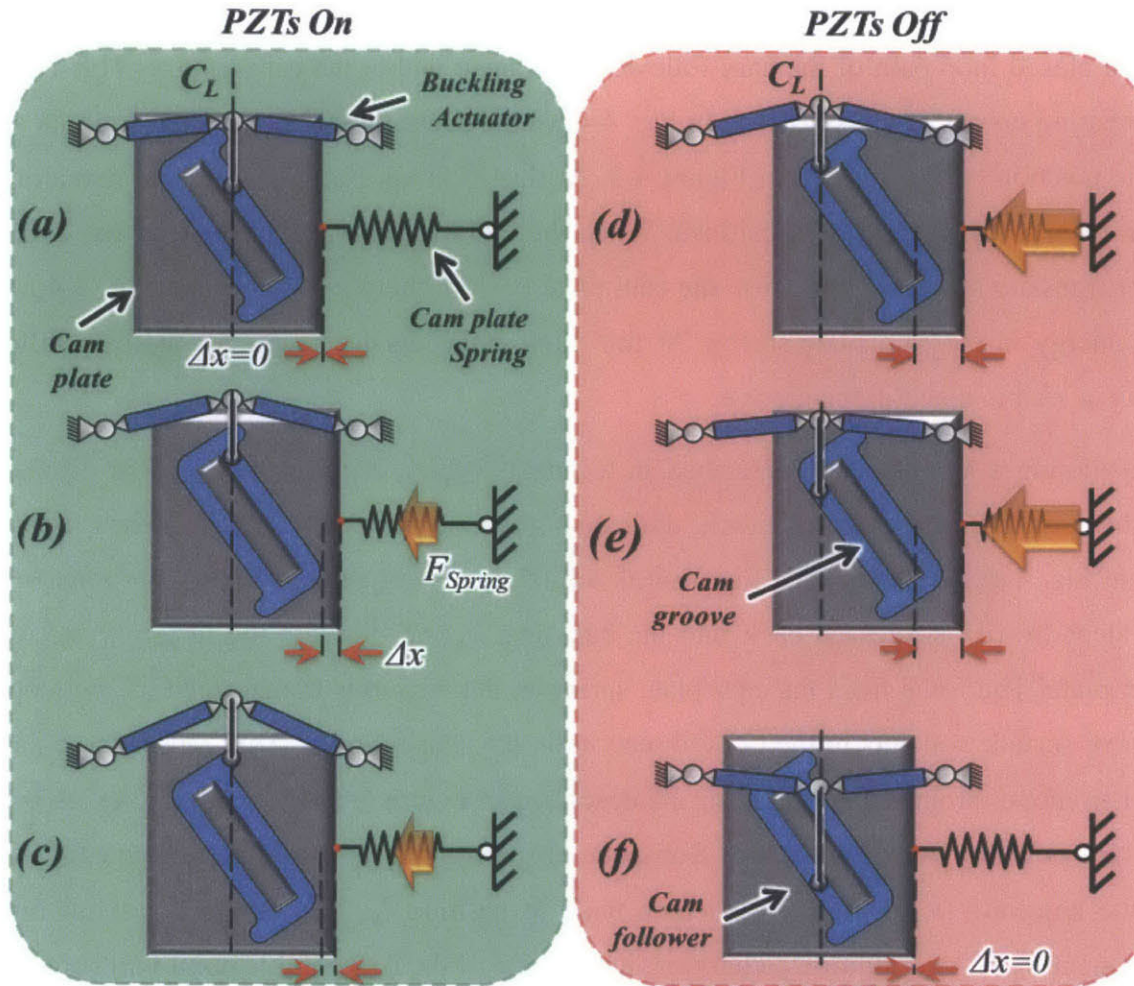 PZTs On
PZTs Off
C_L
Buckling
Actuator
(a)
Cam
plate
Δx=0
Cam plate
Spring
(b)
F_Spring
Δx
(c)
C_L
(d)
(e)
Cam
groove
(f)
Cam
follower
Δx=0